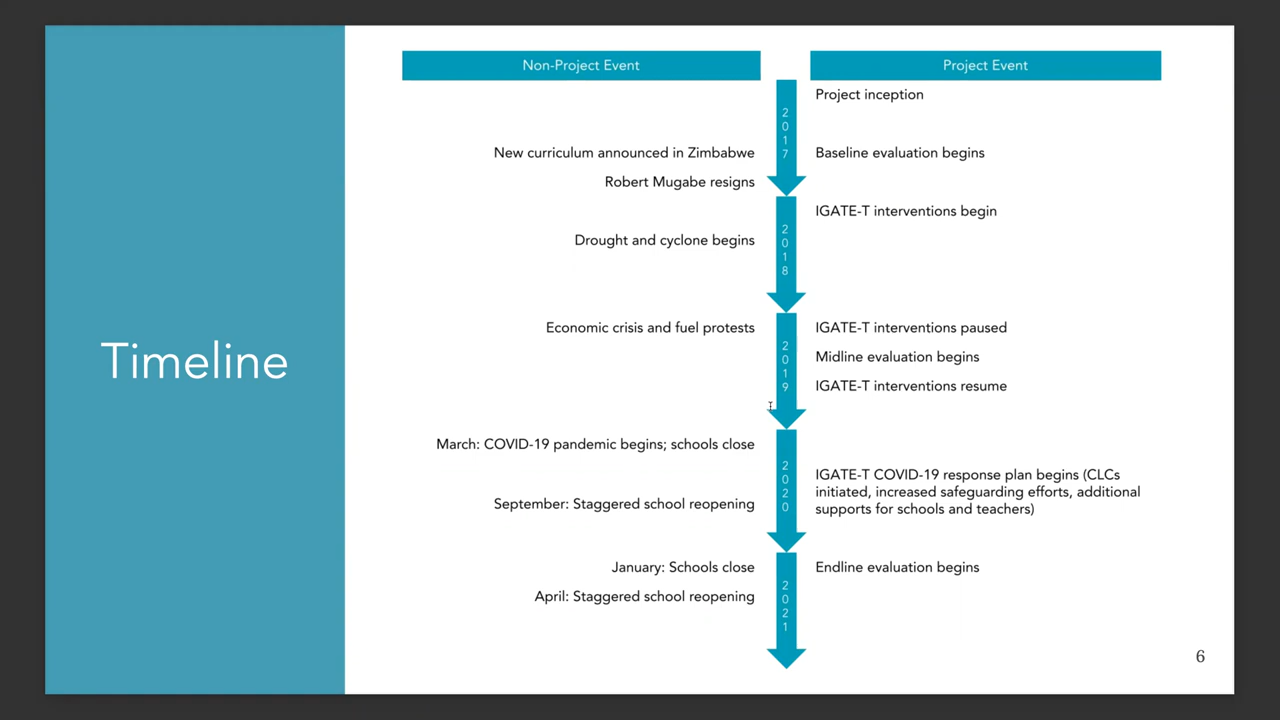 Timeline
Non-Project Event
Project Event
2017
Project inception
New curriculum announced in Zimbabwe
Baseline evaluation begins
Robert Mugabe resigns
2018
IGATE-T interventions begin
Drought and cyclone begins
2019
Economic crisis and fuel protests
IGATE-T interventions paused
Midline evaluation begins
IGATE-T interventions resume
2020
March: COVID-19 pandemic begins; schools close
IGATE-T COVID-19 response plan begins (CLCs
initiated, increased safeguarding efforts, additional
supports for schools and teachers)
September: Staggered school reopening
2021
January: Schools close
Endline evaluation begins
April: Staggered school reopening
6